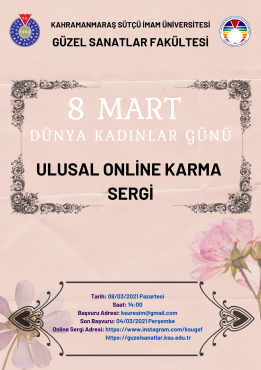 KAHRAMANMARAŞ SÜTÇÜ İMAM ÜNİVERSİTESİ
GÜZEL SANATLAR FAKÜLTESİ
8 MART
DÜNYA KADINLAR GÜNÜ
ULUSAL ONLİNE KARMA
SERGİ
Tarih: 08/03/2021 Pazartesi
Saat: 14:00
Başvuru Adresi: ksuresim@gmail.com
Son Başvuru: 04/03/2021 Perşembe
Online Sergi Adresi: https://www.instagram.com/ksugsf
https://guzelsanatlar.ksu.edu.tr